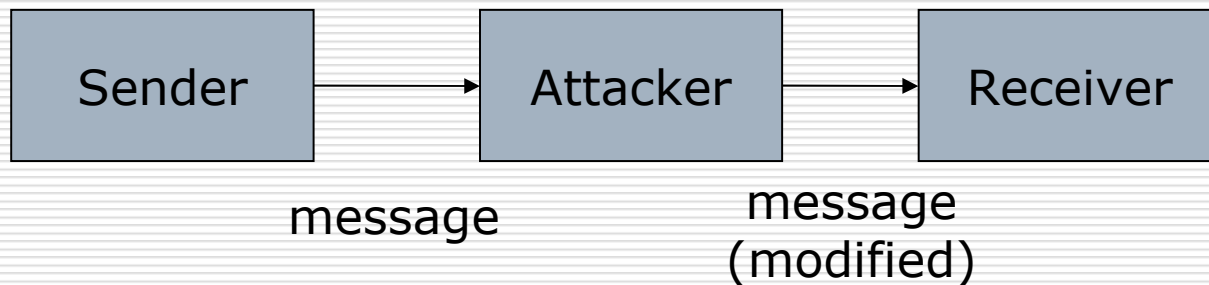 Sender
Attacker
Receiver
message
message
(modified)